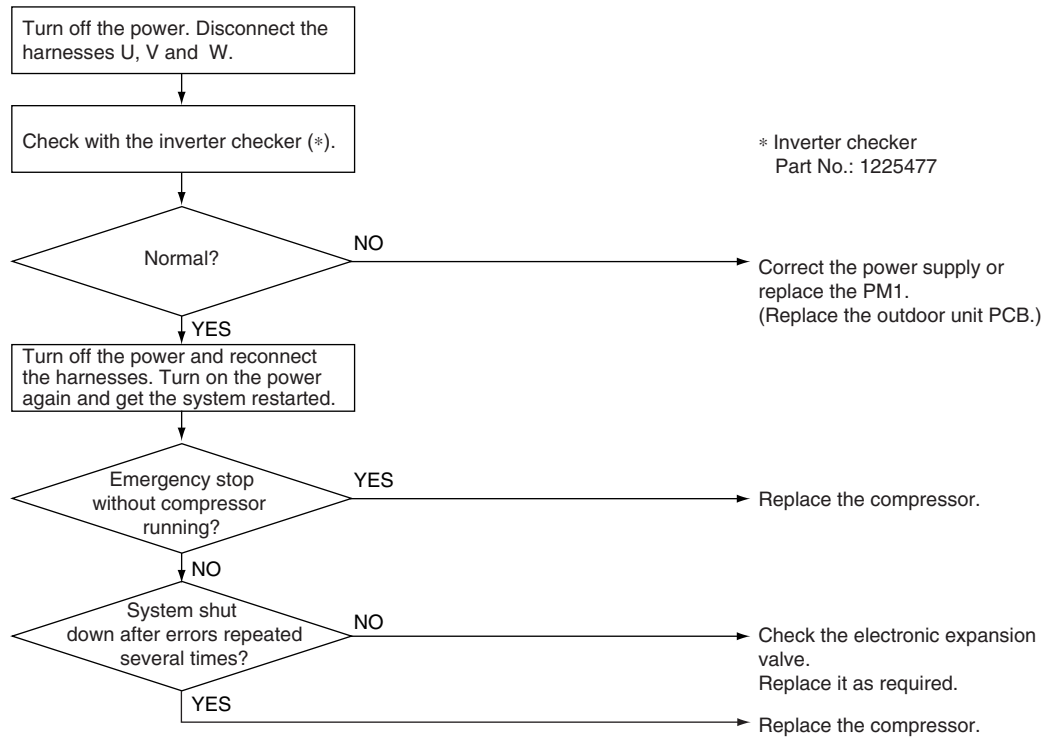 Turn off the power. Disconnect the
harnesses U, V and W.
Check with the inverter checker (*).
* Inverter checker
Part No.: 1225477
Normal?
NO
Correct the power supply or
replace the PM1.
(Replace the outdoor unit PCB.)
YES
Turn off the power and reconnect
the harnesses. Turn on the power
again and get the system restarted.
Emergency stop
without compressor
running?
YES
Replace the compressor.
NO
System shut
down after errors repeated
several times?
NO
Check the electronic expansion
valve.
Replace it as required.
YES
Replace the compressor.